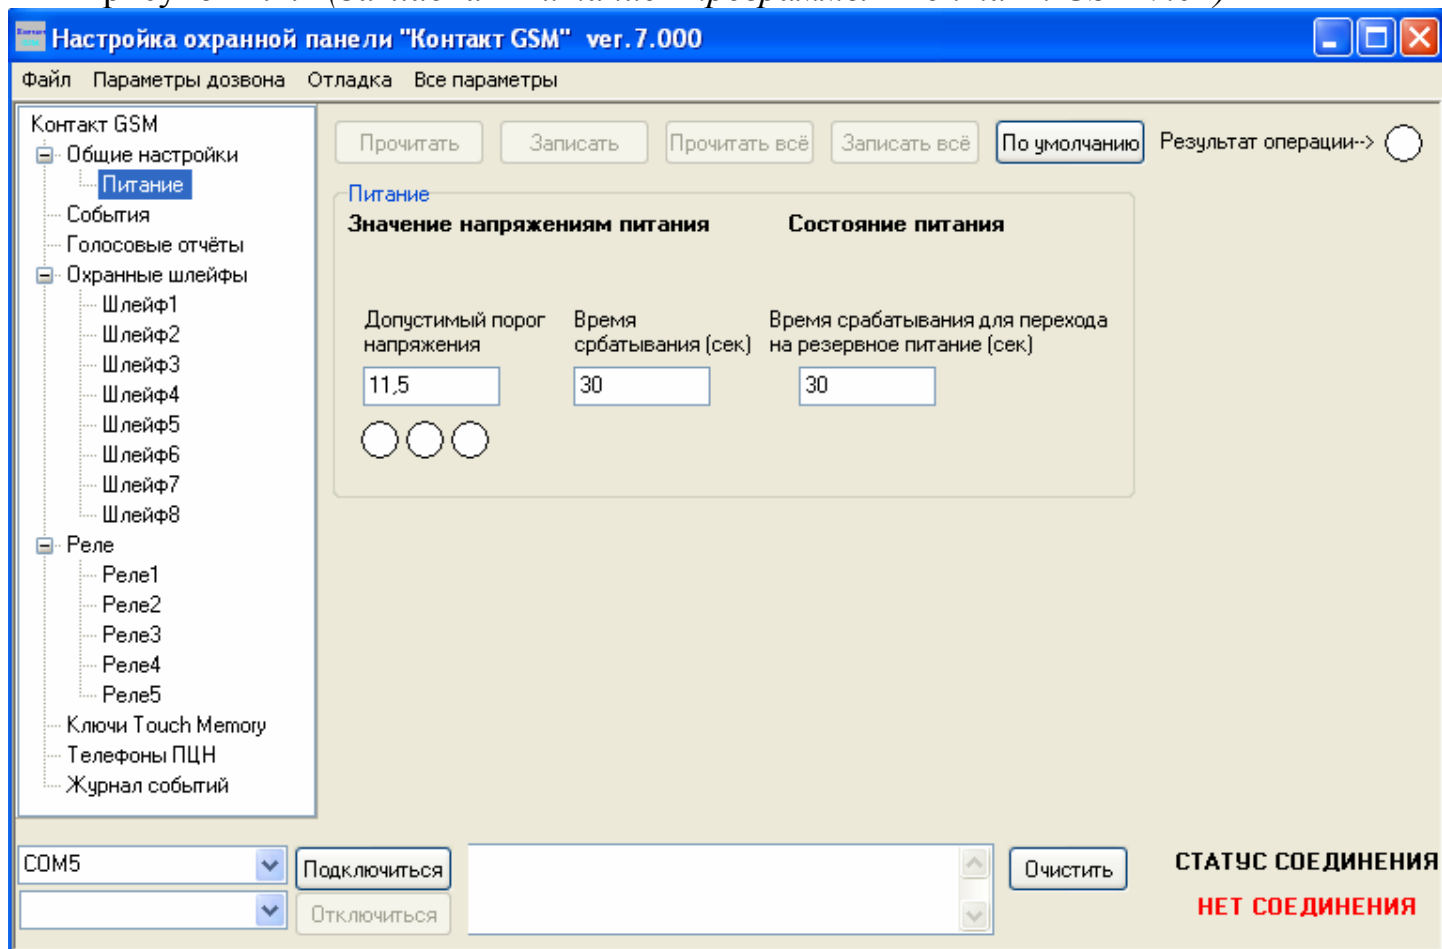 Настройка охранной панели "Контакт GSM" ver.7.000
Файл Параметры дозвона Отладка Все параметры
Контакт GSM
Общие настройки
Питание
События
Голосовые отчёты
Охранные шлейфы
Шлейф1
Шлейф2
Шлейф3
Шлейф4
Шлейф5
Шлейф6
Шлейф7
Шлейф8
Реле
Реле1
Реле2
Реле3
Реле4
Реле5
Ключи Touch Memory
Телефоны ПЦН
Журнал событий
Прочитать Записать Прочитать всё Записать всё По умолчанию Результат операции-->
Питание
Значение напряжениям питания Состояние питания
Допустимый порог
напряжения
Время
србатывания (сек)
Время срабатывания для перехода
на резервное питание (сек)
11,5 30 30
COM5 Подключиться Очистить СТАТУС СОЕДИНЕНИЯ
Отключиться НЕТ СОЕДИНЕНИЯ